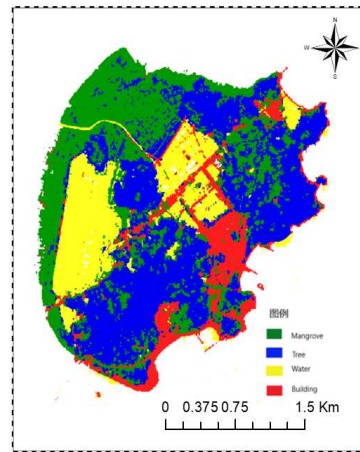 N
W
E
S
图例
Mangrove
Tree
Water
Building
0 0.375 0.75 1.5 Km